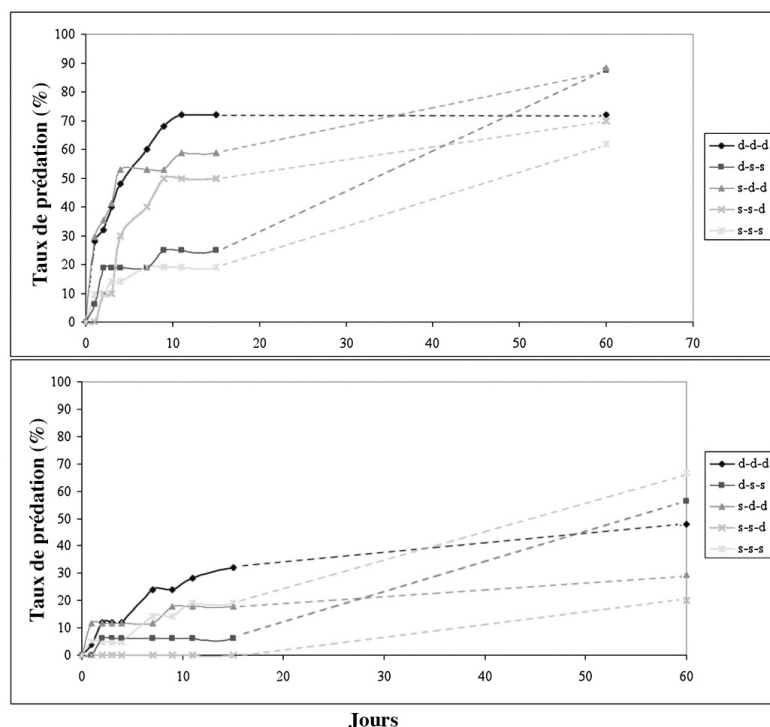 Taux de prédation (%)
100
90
80
70
60
50
40
30
20
10
0
0 10 20 30 40 50 60 70
d-d-d
d-s-s
s-d-d
s-s-d
s-s-s
Taux de prédation (%)
100
90
80
70
60
50
40
30
20
10
0
0 10 20 30 40 50 60
d-d-d
d-s-s
s-d-d
s-s-d
s-s-s
Jours